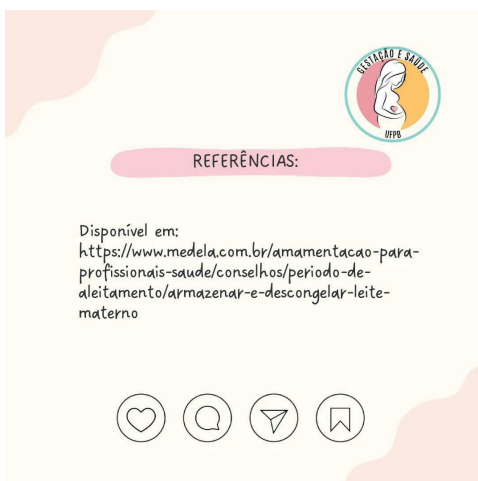 GESTAÇÃO E SAÚDE
UFPB
REFERÊNCIAS:
Disponível em:
https://www.medela.com.br/amamentacao-para-
profissionais-saude/conselhos/periodo-de-
aleitamento/armazenar-e-descongelar-leite-
materno